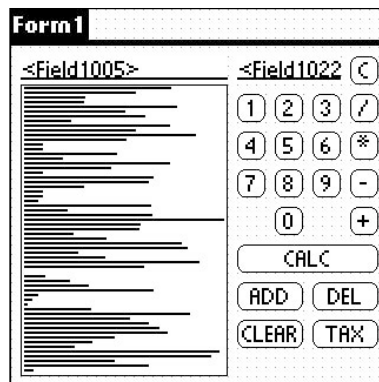 Form1
<Field1005> <Field1022 C
1 2 3 /
4 5 6 *
7 8 9 -
0 +
CALC
ADD DEL
CLEAR TAX